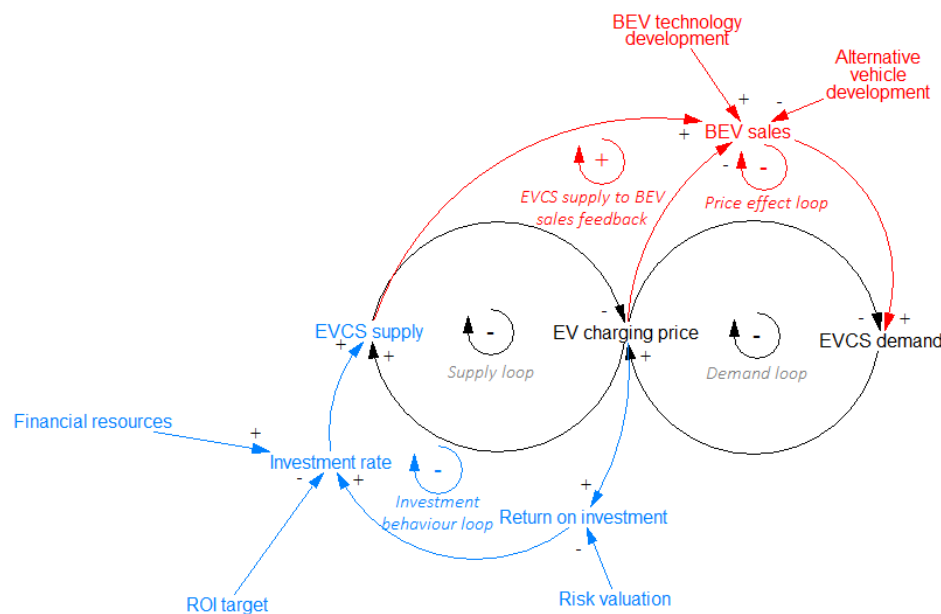 BEV technology
development
Alternative
vehicle
development
+
-
+
BEV sales
-
+
-
EVCS supply to BEV
sales feedback
Price effect loop
-
-
+
EVCS supply
-
EV charging price
-
EVCS demand
+
+
+
Supply loop
Demand loop
Financial resources
+
Investment rate
-
+
-
Investment
behaviour loop
+
Return on investment
-
ROI target
Risk valuation